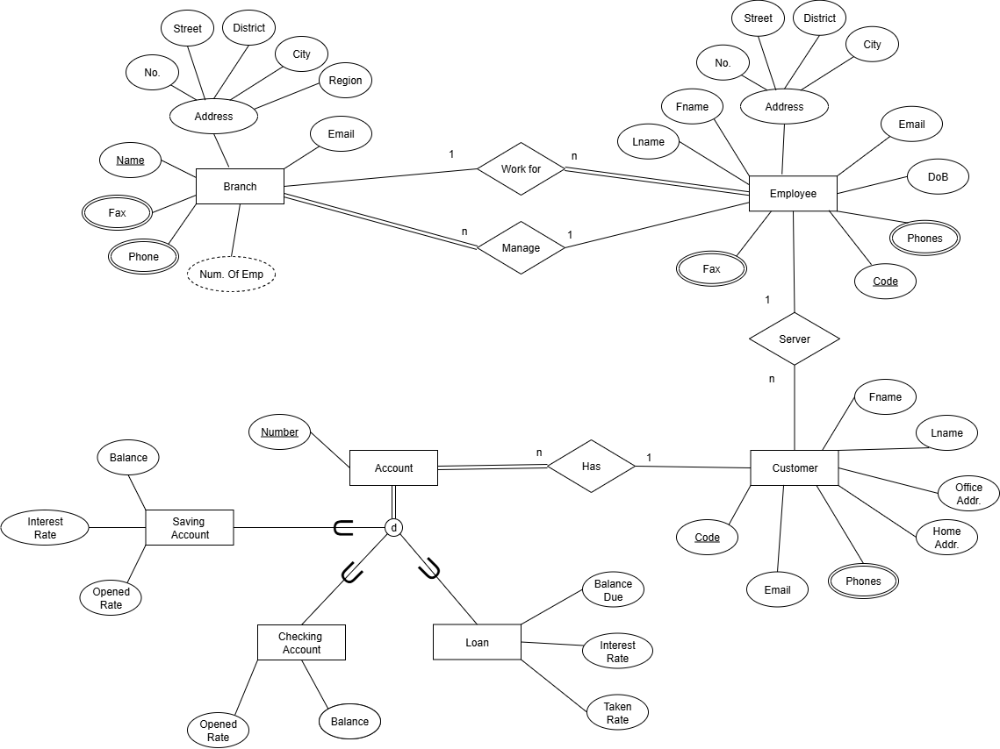 Street
District
City
No.
Region
Address
Email
Name
Branch
Fax
Phone
Num. Of Emp
1
Work for
n
n
Manage
1
Street
District
City
No.
Address
Fname
Lname
Email
Employee
DoB
Phones
Fax
Code
1
Server
n
Fname
Lname
Customer
Office
Addr.
Home
Addr.
Code
Email
Phones
1
Has
n
Number
Account
d
Balance
Interest
Rate
Saving
Account
Opened
Rate
Checking
Account
Opened
Rate
Balance
Loan
Balance
Due
Interest
Rate
Taken
Rate